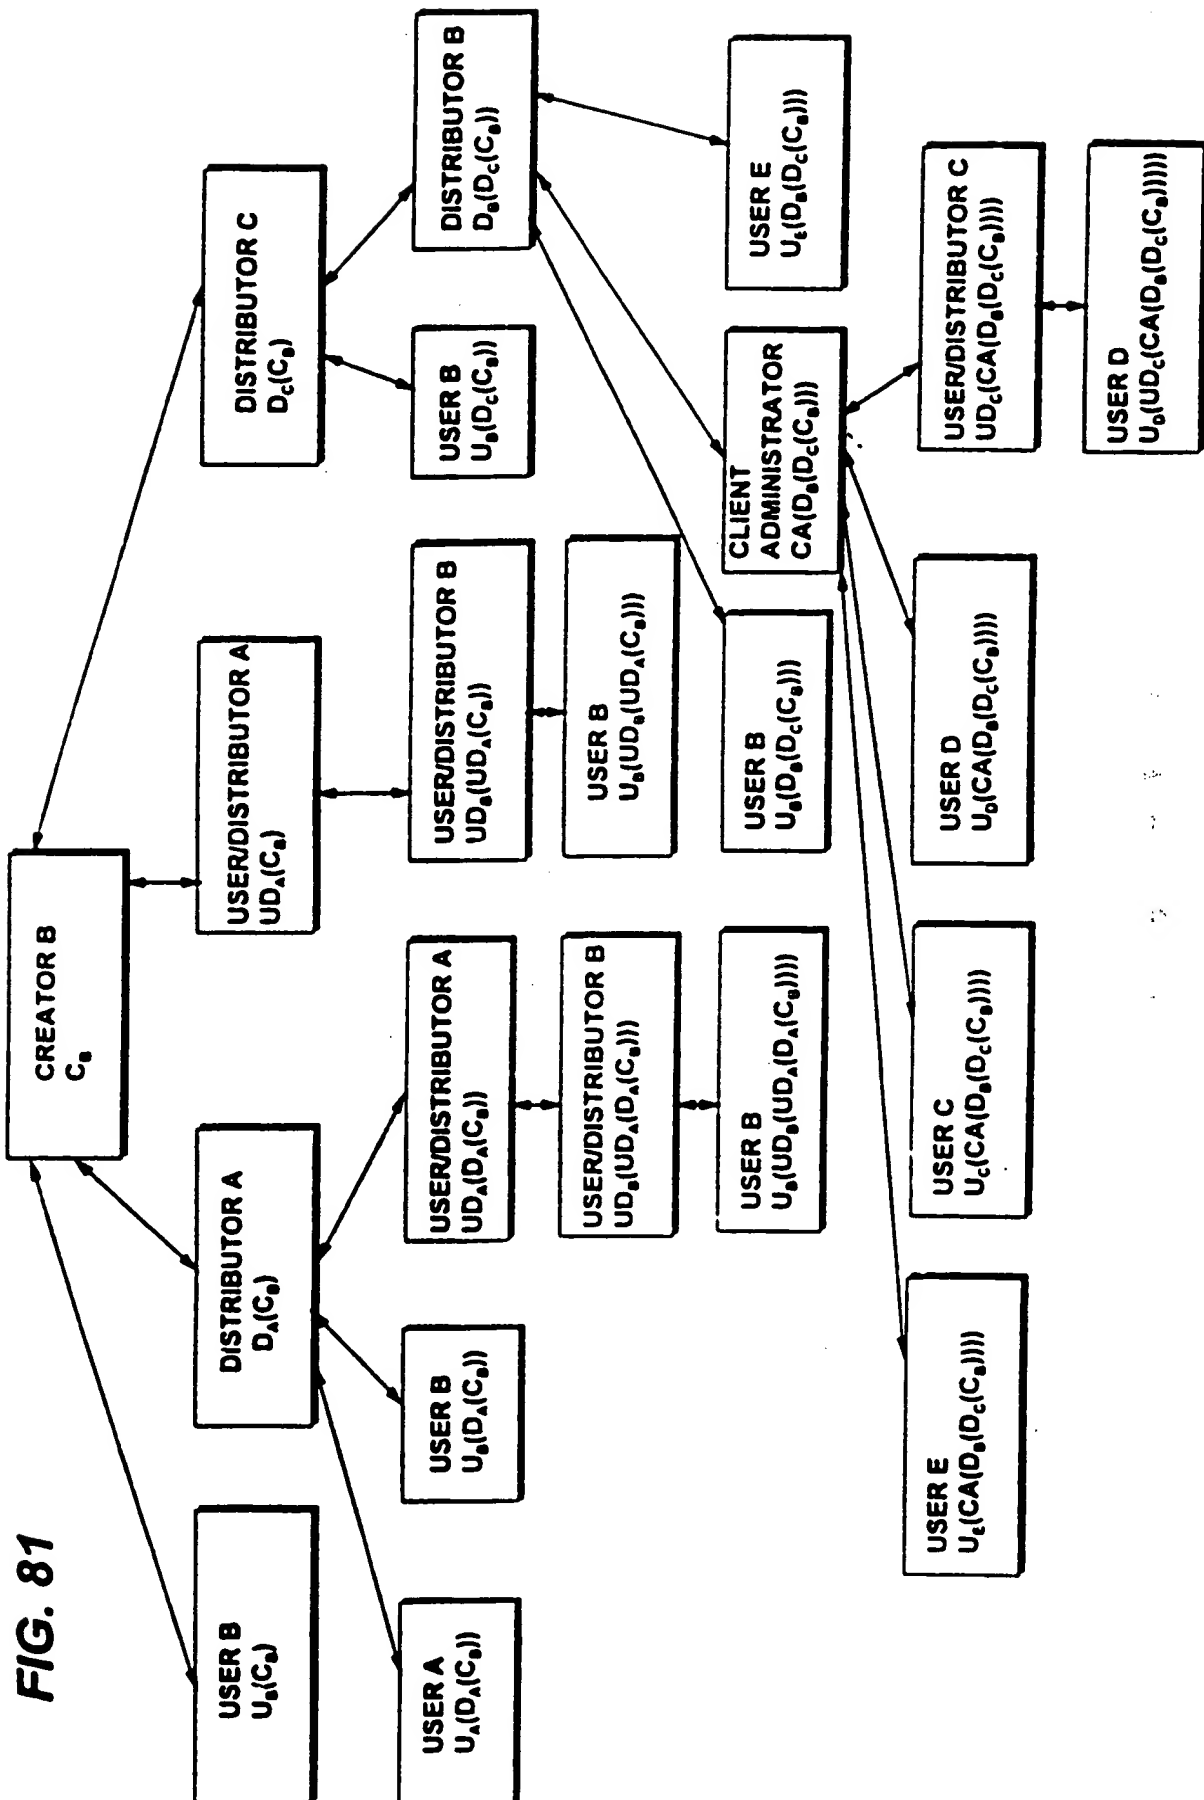 FIG. 81
CREATOR B
C_B
USER B
U_B(C_B)
DISTRIBUTOR A
D_A(C_B)
USER/DISTRIBUTOR A
UD_A(C_B)
DISTRIBUTOR C
D_C(C_B)
USER A
U_A(D_A(C_B))
USER B
U_B(D_A(C_B))
USER/DISTRIBUTOR A
UD_A(D_A(C_B))
USER/DISTRIBUTOR B
UD_B(UD_A(C_B))
USER B
U_B(D_C(C_B))
DISTRIBUTOR B
D_B(D_C(C_B))
USER/DISTRIBUTOR B
UD_B(UD_A(D_A(C_B)))
USER B
U_B(UD_B(UD_A(C_B)))
USER B
U_B(UD_B(UD_A(D_A(C_B))))
USER B
U_B(D_B(D_C(C_B)))
CLIENT
ADMINISTRATOR
CA(D_B(D_C(C_B)))
USER E
U_E(D_B(D_C(C_B)))
USER E
U_E(CA(D_B(D_C(C_B))))
USER C
U_C(CA(D_B(D_C(C_B))))
USER D
U_D(CA(D_B(D_C(C_B))))
USER/DISTRIBUTOR C
UD_C(CA(D_B(D_C(C_B))))
USER D
U_D(UD_C(CA(D_B(D_C(C_B)))))